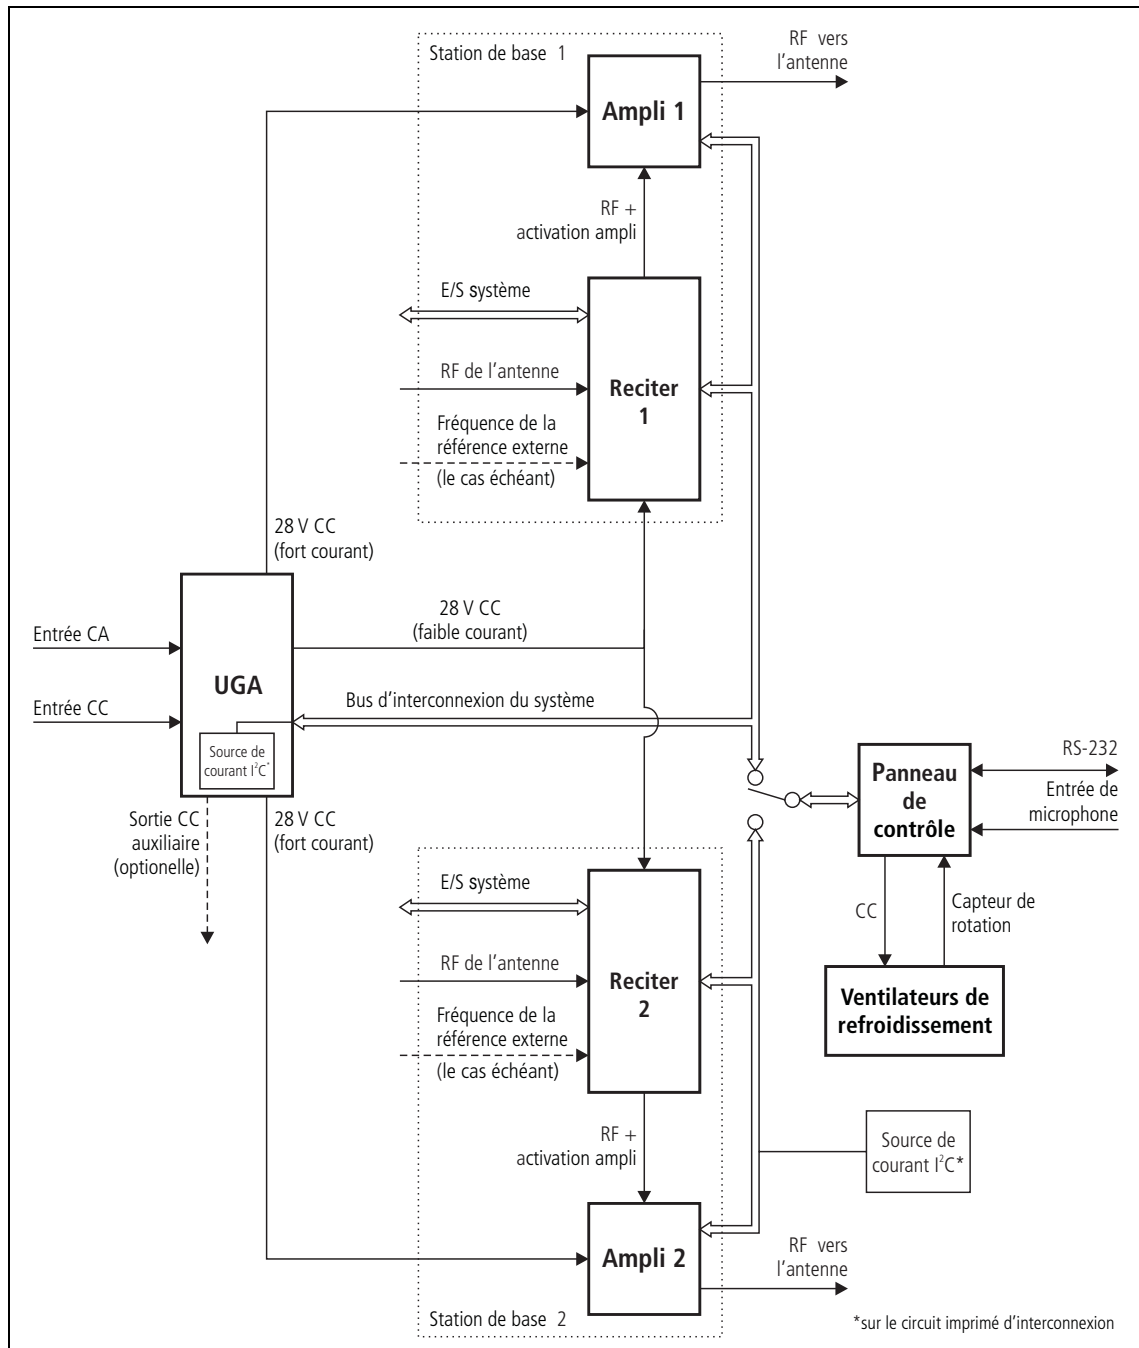 Station de base 1
RF vers
l'antenne
Ampli 1
RF +
activation ampli
E/S système
RF de l'antenne
Reciter
1
Fréquence de la
référence externe
(le cas échéant)
28 V CC
(fort courant)
28 V CC
(faible courant)
Entrée CA
UGA
Entrée CC
Bus d'interconnexion du système
Source de
courant I²C*
RS-232
Panneau
de
contrôle
Entrée de
microphone
Sortie CC
auxiliaire
(optionelle)
28 V CC
(fort courant)
E/S système
CC
Capteur de
rotation
RF de l'antenne
Reciter
2
Ventilateurs de
refroidissement
Fréquence de la
référence externe
(le cas échéant)
RF +
activation ampli
Source de
courant I²C*
Ampli 2
RF vers
l'antenne
Station de base 2
*sur le circuit imprimé d'interconnexion